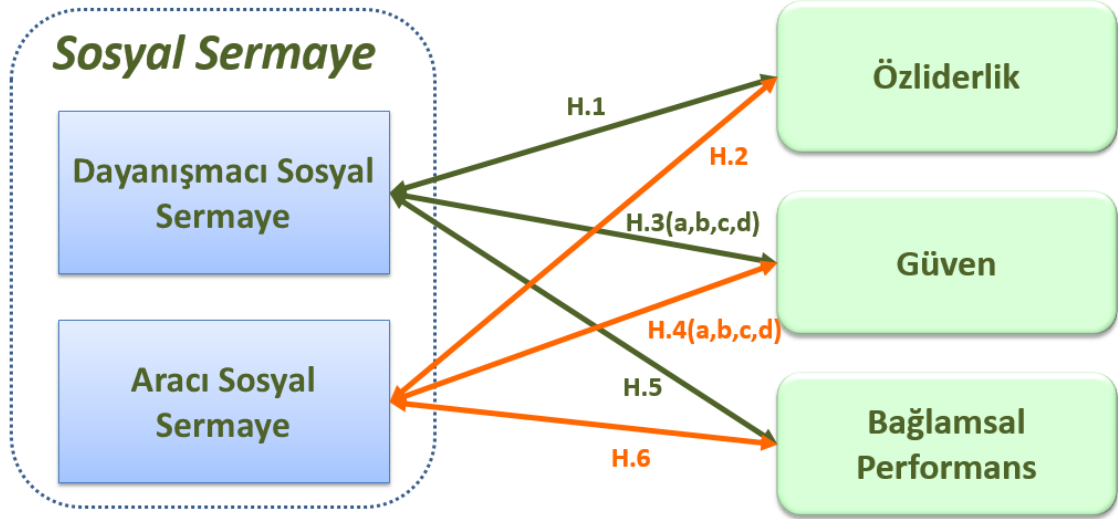 Sosyal Sermaye
Dayanışmacı Sosyal
Sermaye
Aracı Sosyal
Sermaye
H.1
H.2
H.3(a,b,c,d)
H.4(a,b,c,d)
H.5
H.6
Özliderlik
Güven
Bağlamsal
Performans